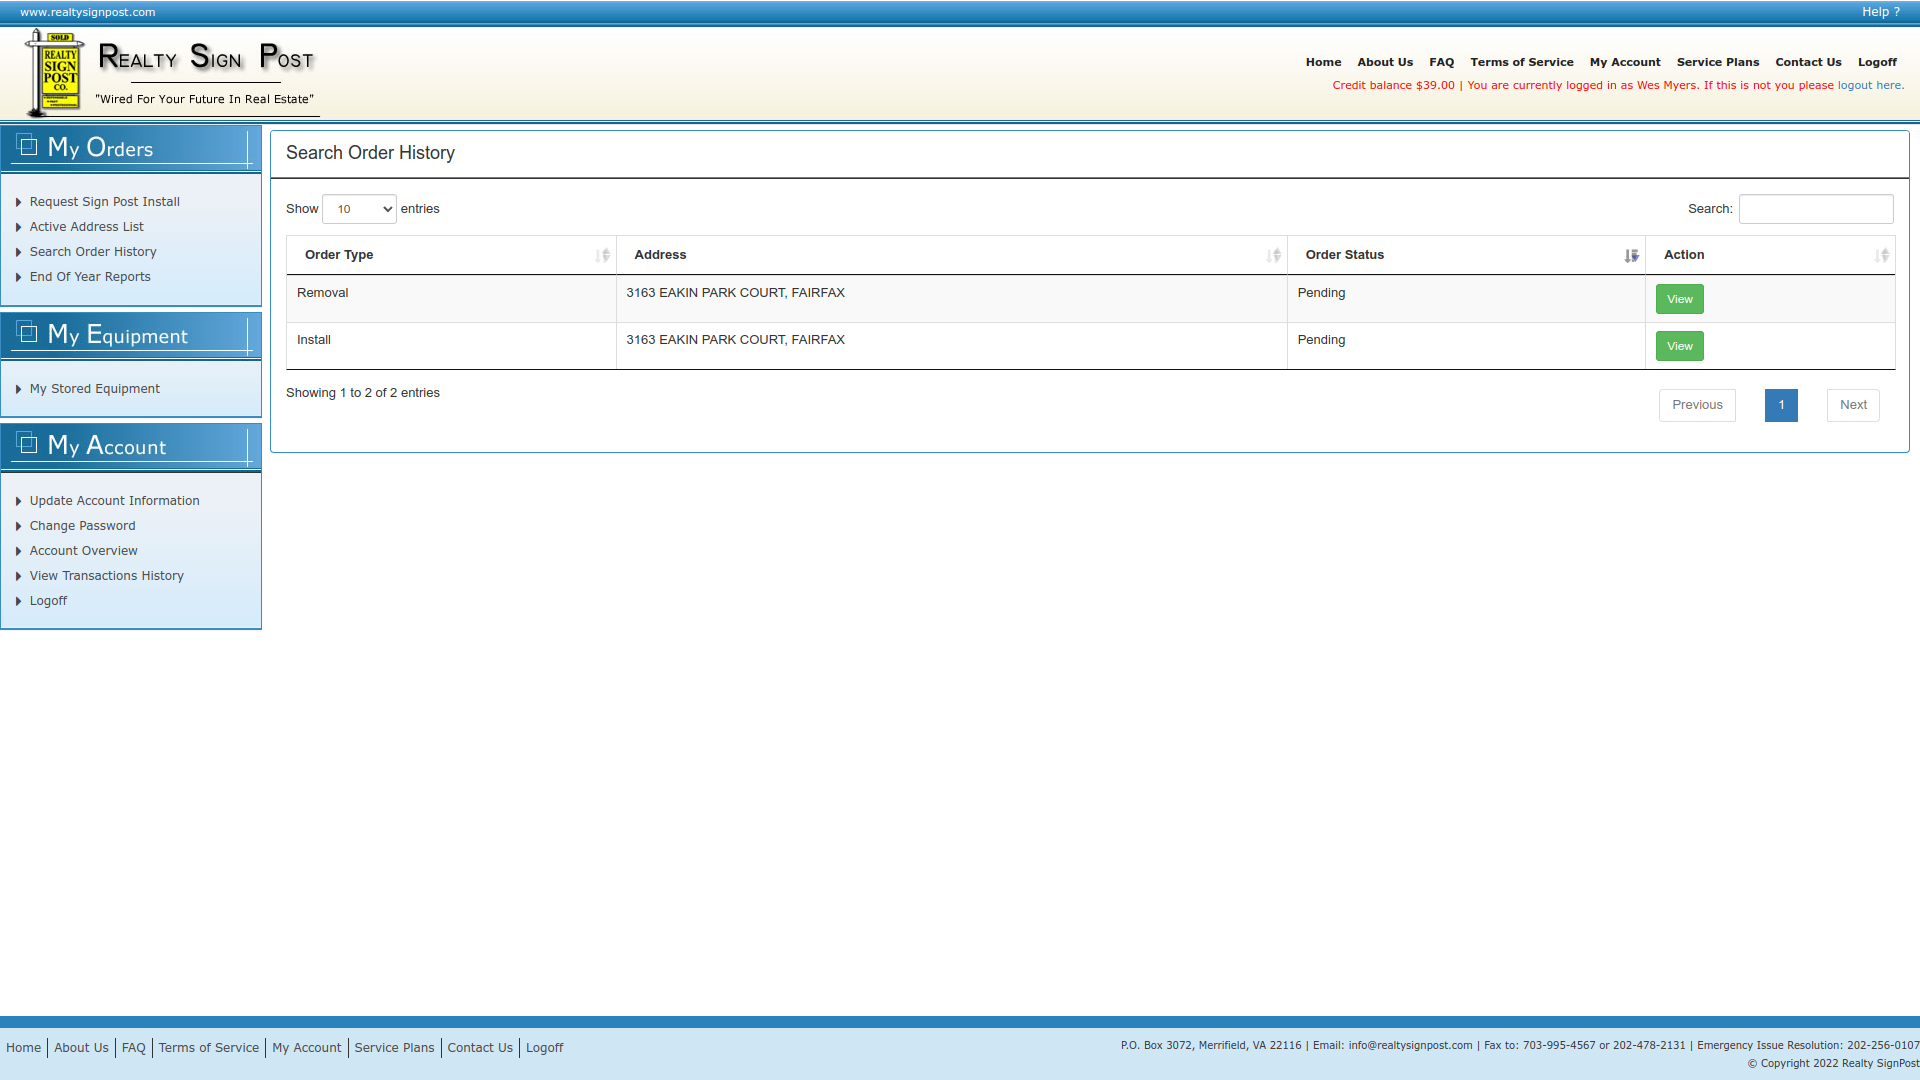 www.realtysignpost.com
Help ?
SOLD
REALTY
SIGN
POST
CO.
Realty Sign Post
"Wired For Your Future In Real Estate"
Home About Us FAQ Terms of Service My Account Service Plans Contact Us Logoff
Credit balance $39.00 | You are currently logged in as Wes Myers. If this is not you please logout here.
My Orders
Request Sign Post Install
Active Address List
Search Order History
End Of Year Reports
My Equipment
My Stored Equipment
My Account
Update Account Information
Change Password
Account Overview
View Transactions History
Logoff
Search Order History
Show 10 entries
Search:
Order Type Address Order Status Action
Removal 3163 EAKIN PARK COURT, FAIRFAX Pending View
Install 3163 EAKIN PARK COURT, FAIRFAX Pending View
Showing 1 to 2 of 2 entries
Previous 1 Next
Home About Us FAQ Terms of Service My Account Service Plans Contact Us Logoff
P.O. Box 3072, Merrifield, VA 22116 | Email: info@realtysignpost.com | Fax to: 703-995-4567 or 202-478-2131 | Emergency Issue Resolution: 202-256-0107
© Copyright 2022 Realty SignPost